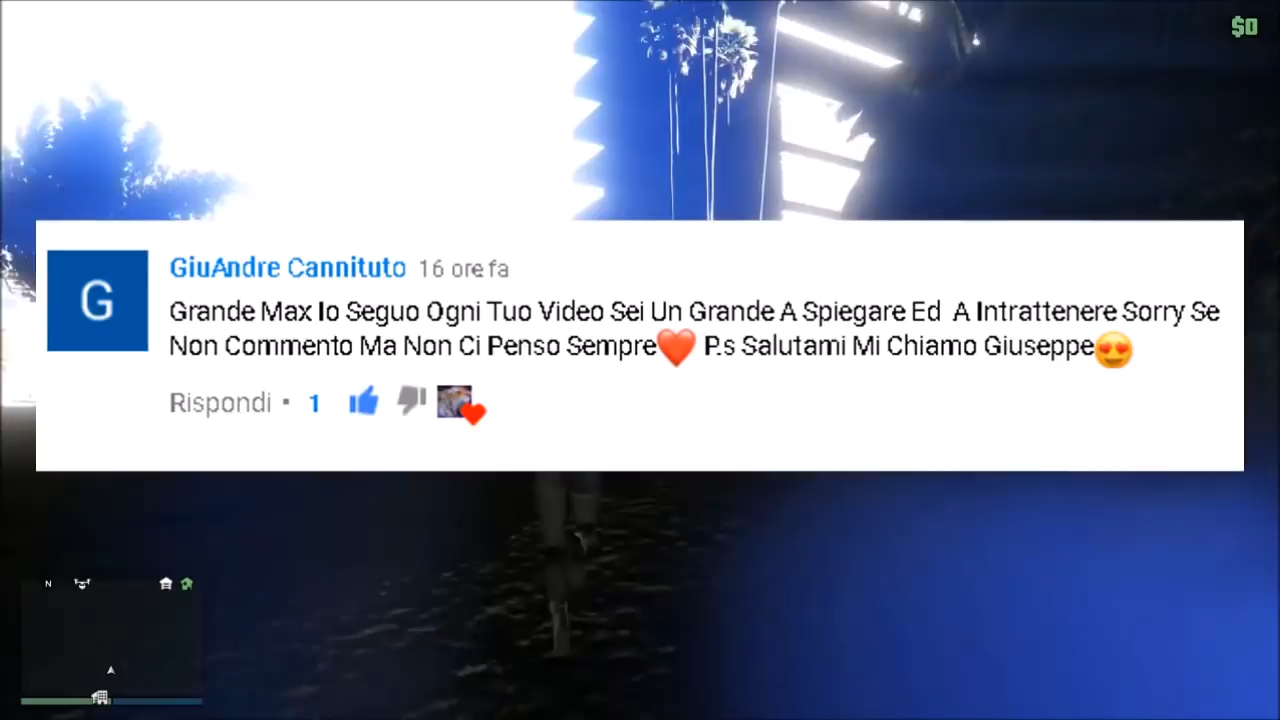 $0
G
GiuAndre Cannituto 16 ore fa
Grande Max Io Seguo Ogni Tuo Video Sei Un Grande A Spiegare Ed A Intrattenere Sorry Se
Non Commento Ma Non Ci Penso Sempre❤️ P.s Salutami Mi Chiamo Giuseppe😍
Rispondi • 1
N